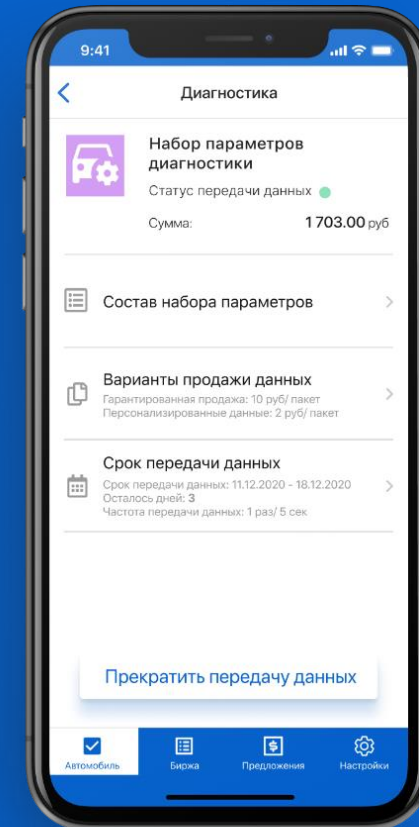 9:41
Диагностика
Набор параметров
диагностики
Статус передачи данных
Сумма: 1 703.00 руб
Состав набора параметров
Варианты продажи данных
Гарантированная продажа: 10 руб/ пакет
Персонализированные данные: 2 руб/ пакет
Срок передачи данных
Срок передачи данных: 11.12.2020 - 18.12.2020
Осталось дней: 3
Частота передачи данных: 1 раз/ 5 сек
Прекратить передачу данных
Автомобиль Биржа Предложения Настройки